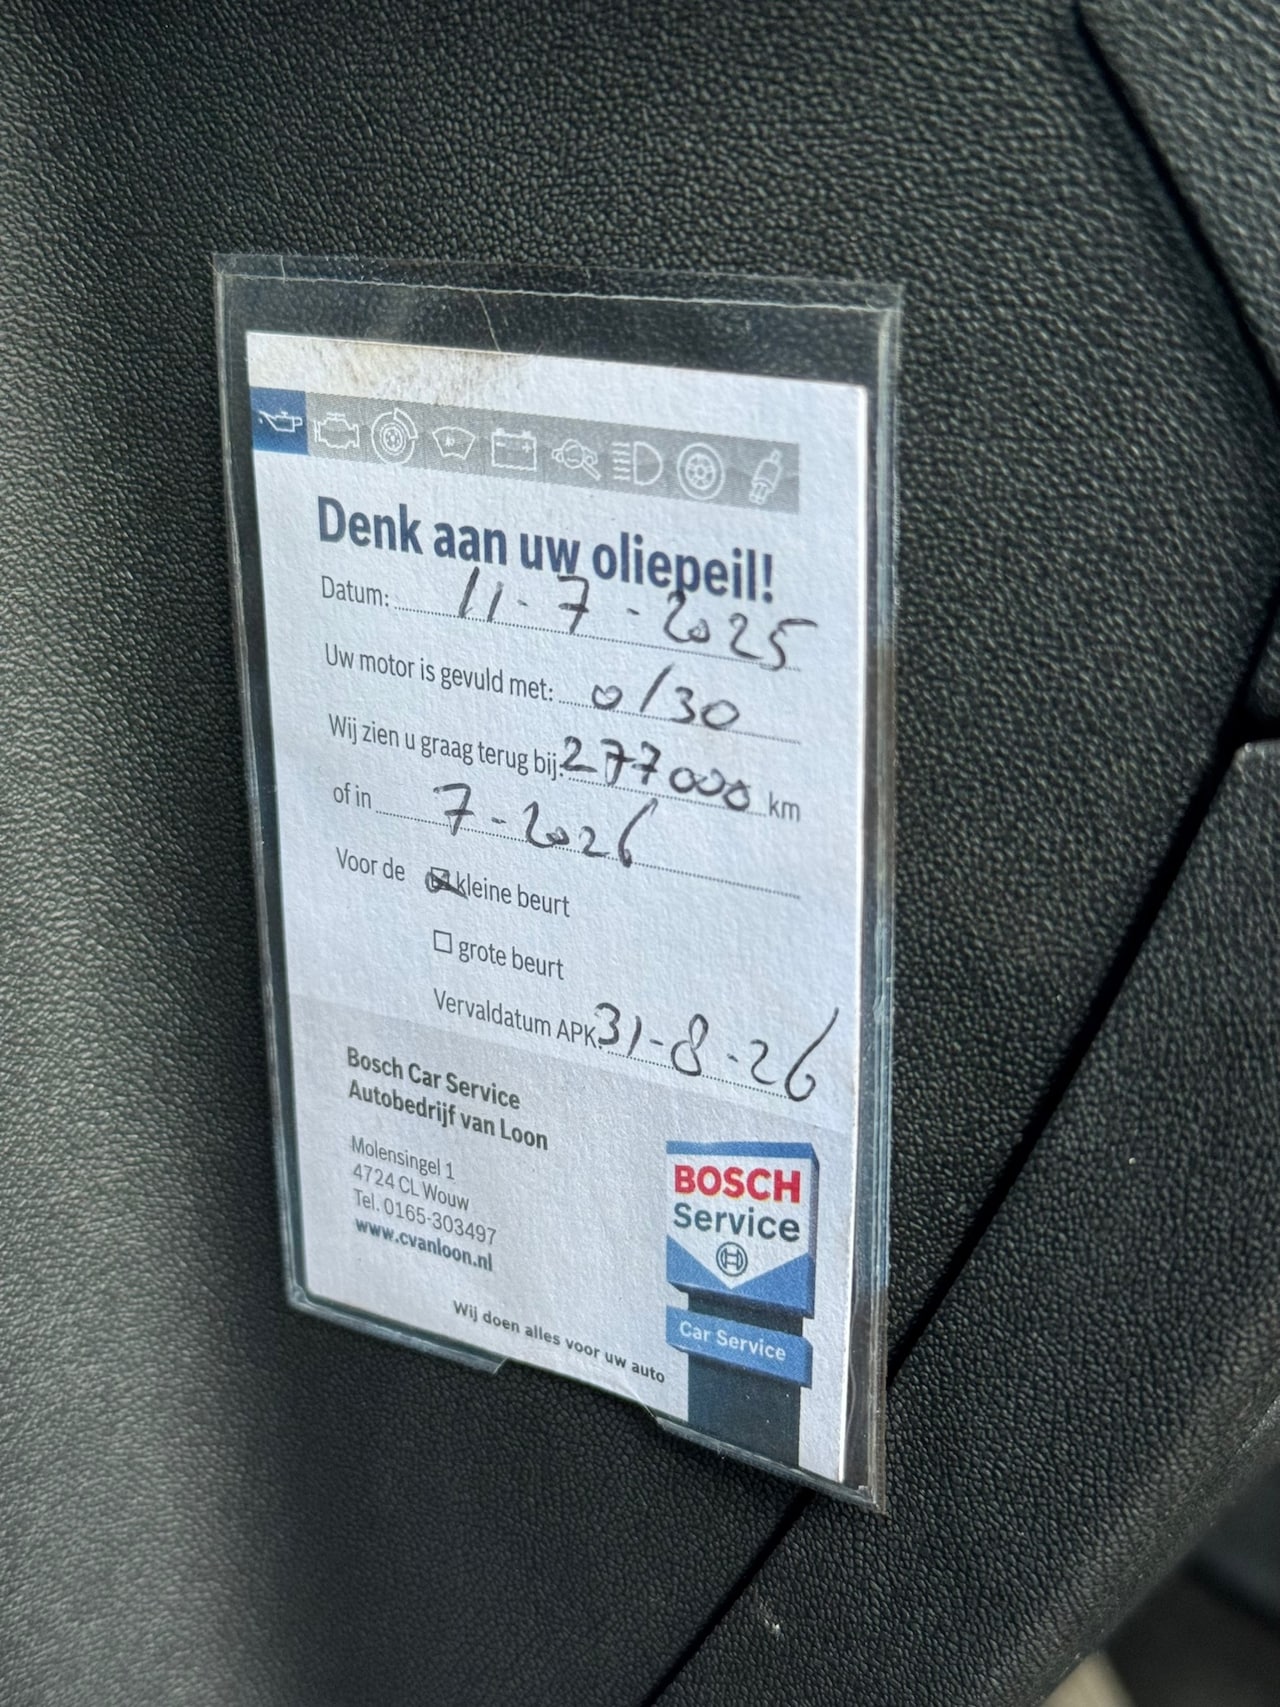 Denk aan uw oliepeil!
Datum: 11-7-2025
Uw motor is gevuld met: 0/30
Wij zien u graag terug bij: 277000 km
of in 7-2026
Voor de ☒ kleine beurt
☐ grote beurt
Vervaldatum APK: 31-8-26
Bosch Car Service
Autobedrijf van Loon
Molensingel 1
4724 CL Wouw
Tel. 0165-303497
www.cvanloon.nl
Wij doen alles voor uw auto
BOSCH
Service
Car Service